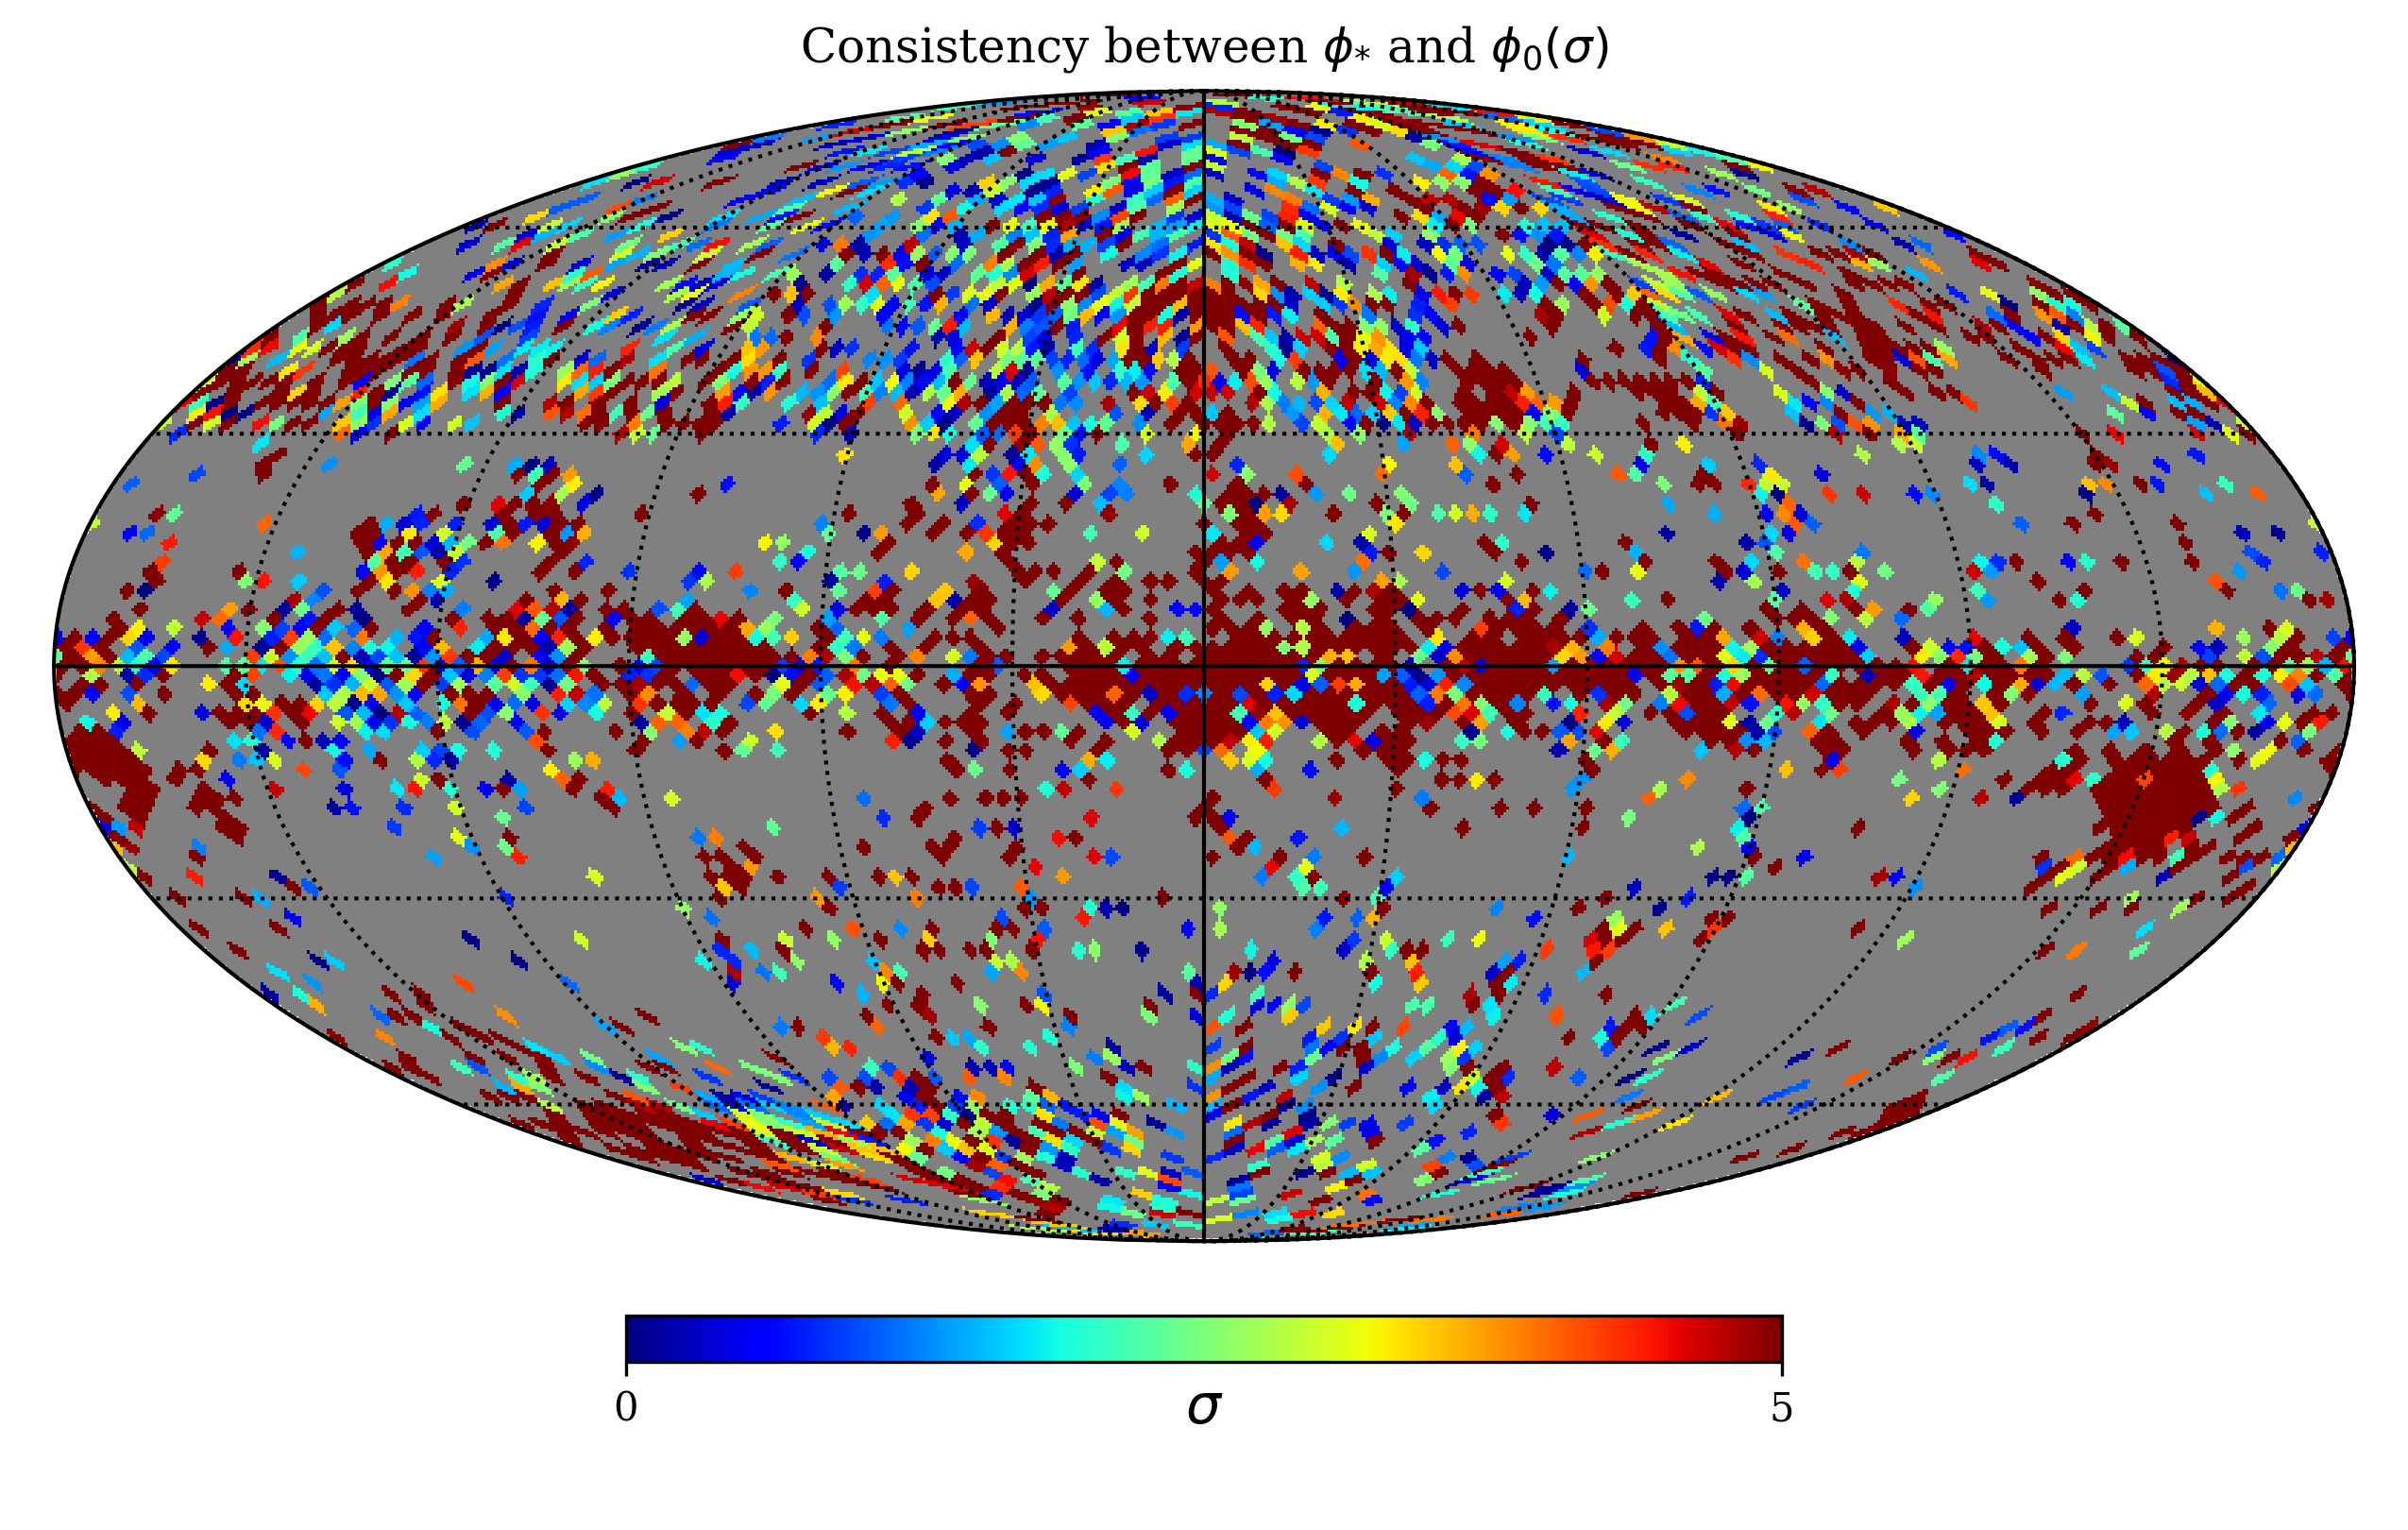 Consistency between ϕ* and ϕ₀(σ)
0 σ 5